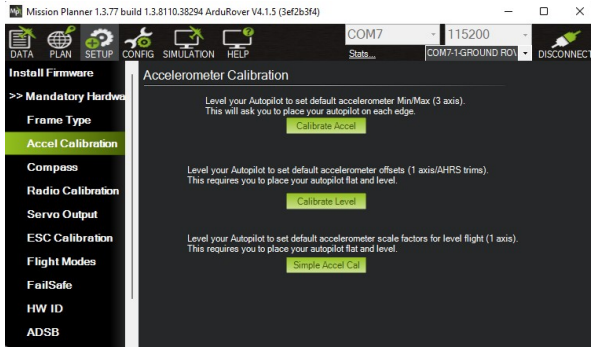 Mission Planner 1.3.77 build 1.3.8110.38294 ArduRover V4.1.5 (3ef2b3f4)
DATA PLAN SETUP CONFIG SIMULATION HELP
COM7 115200
Stats... COM7-1-GROUND ROV DISCONNECT
Install Firmware
>> Mandatory Hardwa
Frame Type
Accel Calibration
Compass
Radio Calibration
Servo Output
ESC Calibration
Flight Modes
FailSafe
HW ID
ADSB
Accelerometer Calibration
Level your Autopilot to set default accelerometer Min/Max (3 axis).
This will ask you to place your autopilot on each edge.
Calibrate Accel
Level your Autopilot to set default accelerometer offsets (1 axis/AHRS trims).
This requires you to place your autopilot flat and level.
Calibrate Level
Level your Autopilot to set default accelerometer scale factors for level flight (1 axis).
This requires you to place your autopilot flat and level.
Simple Accel Cal